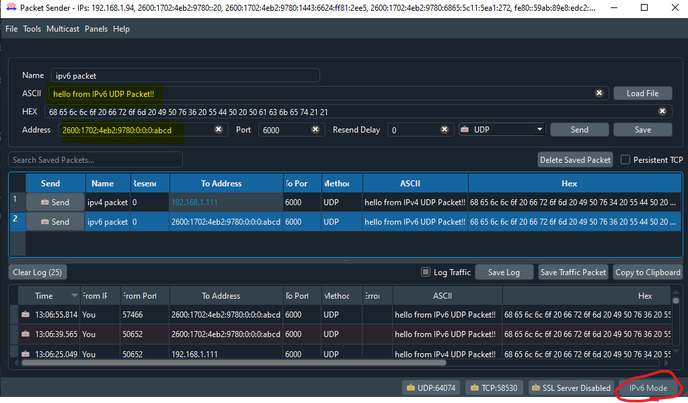 Packet Sender - IPs: 192.168.1.94, 2600:1702:4eb2:9780::20, 2600:1702:4eb2:9780:1443:6624:ff81:2ee5, 2600:1702:4eb2:9780:6865:5c11:5ea1:272, fe80::59ab:89e8:edc2:...
File Tools Multicast Panels Help
Name ipv6 packet
ASCII hello from IPv6 UDP Packet!! Load File
HEX 68 65 6c 6c 6f 20 66 72 6f 6d 20 49 50 76 36 20 55 44 50 20 50 61 63 6b 65 74 21 21
Address 2600:1702:4eb2:9780:0:0:0:abcd Port 6000 Resend Delay 0 UDP Send Save
Search Saved Packets... Delete Saved Packet Persistent TCP
Send Name Resend To Address To Port Method ASCII Hex
1 Send ipv4 packet 0 192.168.1.111 6000 UDP hello from IPv4 UDP Packet!! 68 65 6c 6c 6f 20 66 72 6f 6d 20 49 50 76 34 20 55 44 50 20 ...
2 Send ipv6 packet 0 2600:1702:4eb2:9780:0:0:0:abcd 6000 UDP hello from IPv6 UDP Packet!! 68 65 6c 6c 6f 20 66 72 6f 6d 20 49 50 76 36 20 55 44 50 20 ...
Clear Log (25) Log Traffic Save Log Save Traffic Packet Copy to Clipboard
Time From IP From Port To Address To Port Method Error ASCII Hex
13:06:55.814 You 57466 2600:1702:4eb2:9780:0:0:0:abcd 6000 UDP hello from IPv6 UDP Packet!! 68 65 6c 6c 6f 20 66 72 6f 6d 20 49 50 76 36 20 55
13:06:39.565 You 50652 2600:1702:4eb2:9780:0:0:0:abcd 6000 UDP hello from IPv6 UDP Packet!! 68 65 6c 6c 6f 20 66 72 6f 6d 20 49 50 76 36 20 55
13:06:25.049 You 50652 192.168.1.111 6000 UDP hello from IPv4 UDP Packet!! 68 65 6c 6c 6f 20 66 72 6f 6d 20 49 50 76 34 20 55
UDP:64074 TCP:58530 SSL Server Disabled IPv6 Mode